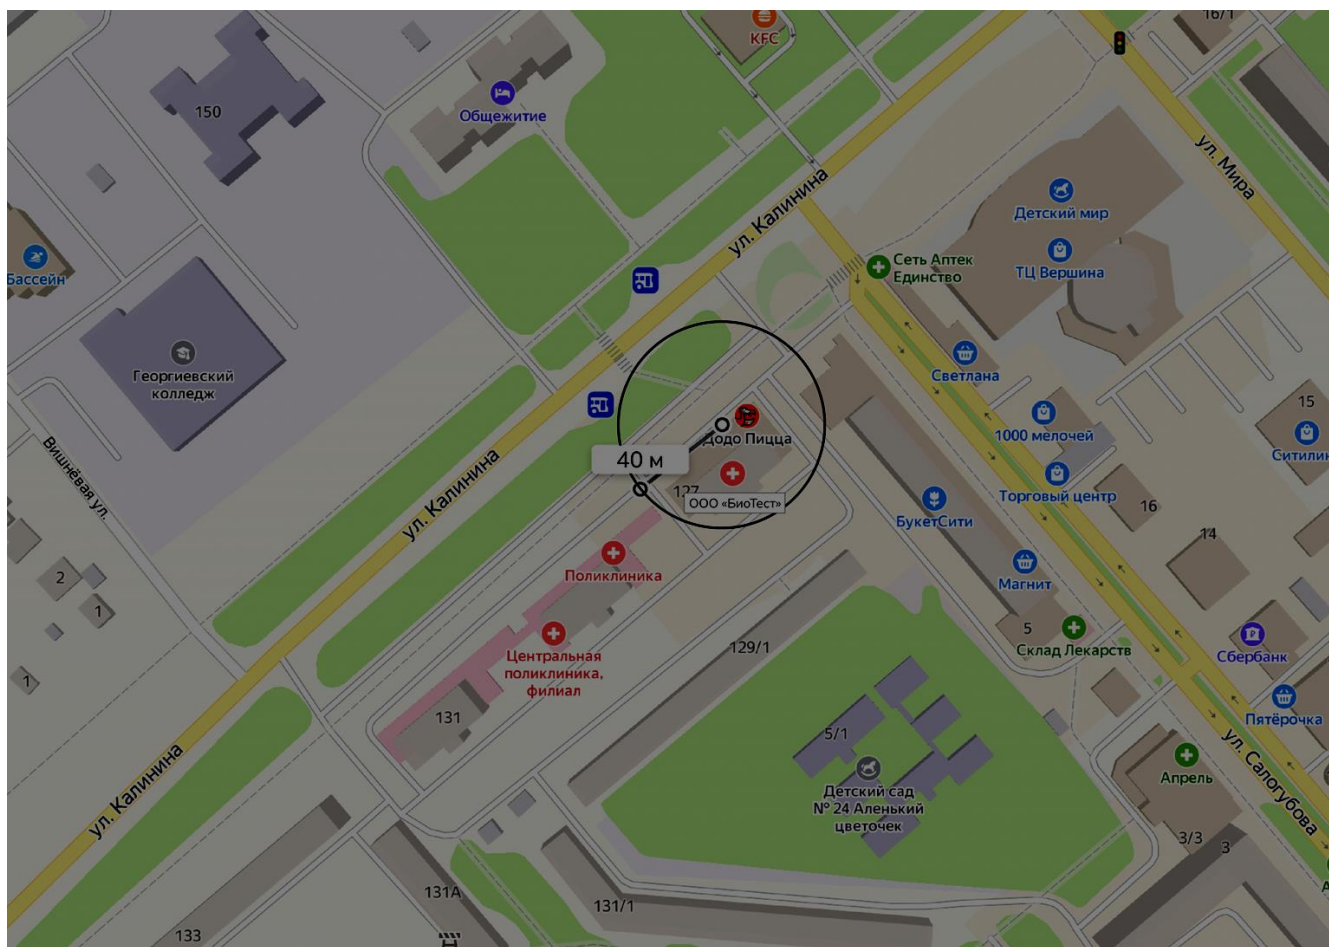 16/1
KFC
150
Общежитие
ул. Мира
ул. Калинина
Детский мир
Сеть Аптек
Единство
ТЦ Вершина
Бассейн
Георгиевский
колледж
Светлана
15
1000 мелочей
Додо Пицца
Ситилин
40 м
Вишнёвая ул.
ул. Калинина
127
ООО «БиоТест»
Торговый центр
16
БукетСити
14
Поликлиника
Магнит
2
1
5
Склад Лекарств
129/1
Сбербанк
Центральная
поликлиника,
филиал
1
131
Пятёрочка
5/1
ул. Калинина
Детский сад
№ 24 Аленький
цветочек
Апрель
ул. Салогубова
3/3
3
131А
131/1
133
А